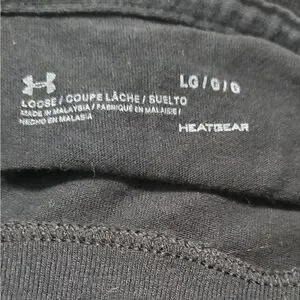 LG / G / G
LOOSE / COUPE LÂCHE / SUELTO
MADE IN MALAYSIA / FABRIQUÉ EN MALAISIE /
HECHO EN MALASIA
HEATGEAR